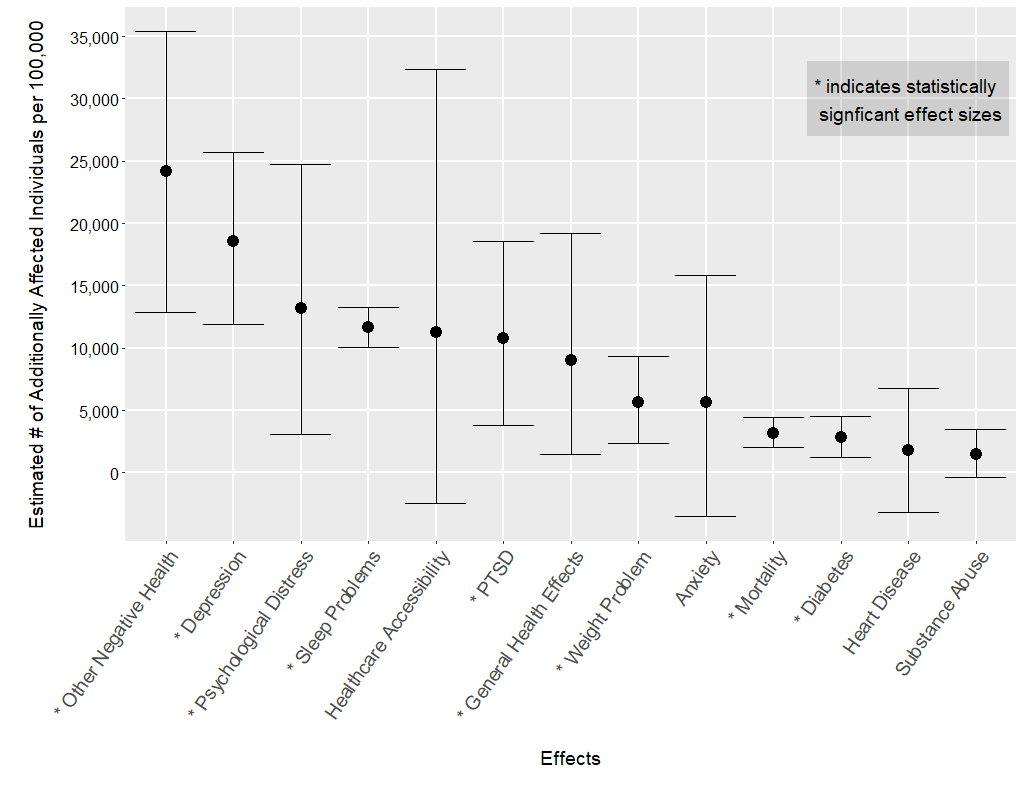 Estimated # of Additionally Affected Individuals per 100,000
35,000
30,000
25,000
20,000
15,000
10,000
5,000
0
* indicates statistically
signficant effect sizes
* Other Negative Health
* Depression
* Psychological Distress
* Sleep Problems
Healthcare Accessibility
* PTSD
* General Health Effects
* Weight Problem
Anxiety
* Mortality
* Diabetes
Heart Disease
Substance Abuse
Effects